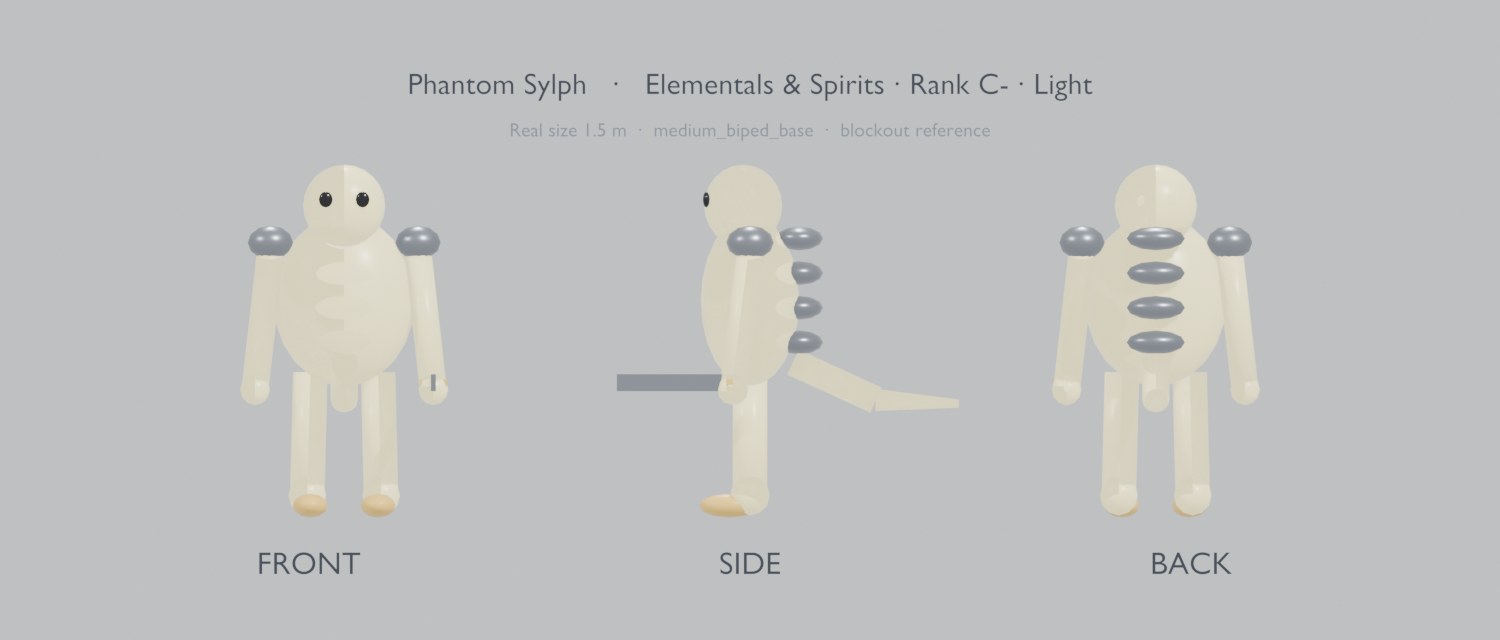 Phantom Sylph · Elementals & Spirits · Rank C- · Light
Real size 1.5 m · medium_biped_base · blockout reference
FRONT SIDE BACK